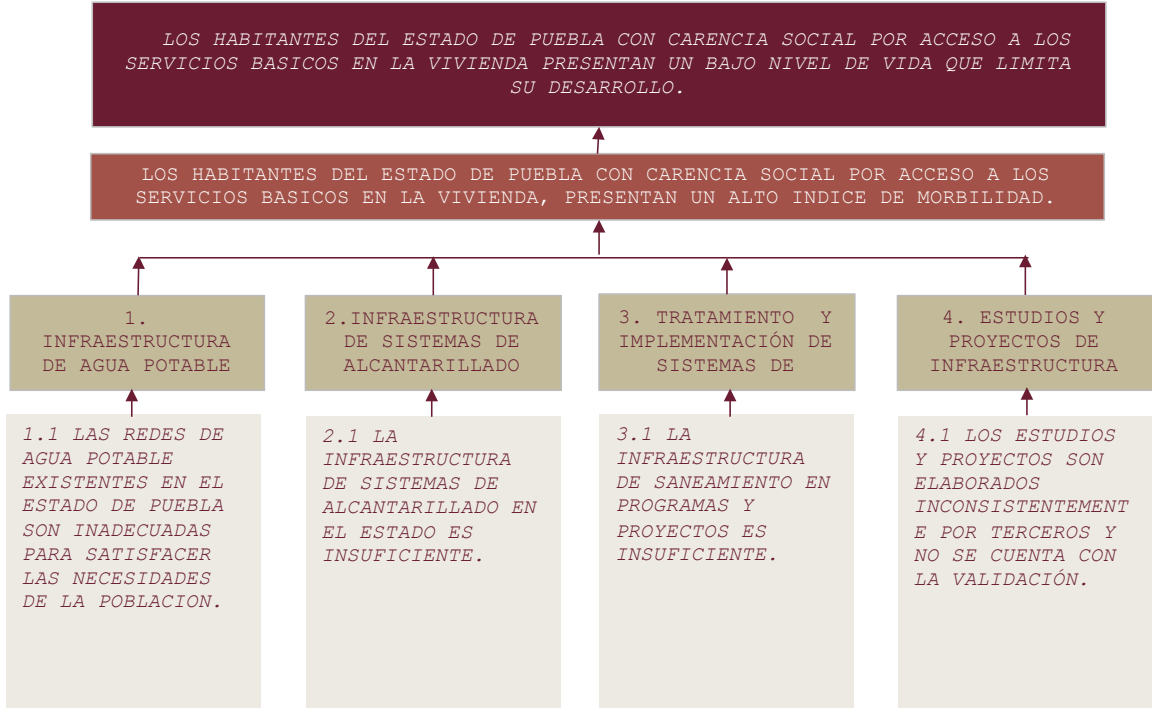 LOS HABITANTES DEL ESTADO DE PUEBLA CON CARENCIA SOCIAL POR ACCESO A LOS
SERVICIOS BASICOS EN LA VIVIENDA PRESENTAN UN BAJO NIVEL DE VIDA QUE LIMITA
SU DESARROLLO.
LOS HABITANTES DEL ESTADO DE PUEBLA CON CARENCIA SOCIAL POR ACCESO A LOS
SERVICIOS BASICOS EN LA VIVIENDA, PRESENTAN UN ALTO INDICE DE MORBILIDAD.
1.
INFRAESTRUCTURA
DE AGUA POTABLE
2.INFRAESTRUCTURA
DE SISTEMAS DE
ALCANTARILLADO
3. TRATAMIENTO Y
IMPLEMENTACIÓN DE
SISTEMAS DE
4. ESTUDIOS Y
PROYECTOS DE
INFRAESTRUCTURA
1.1 LAS REDES DE
AGUA POTABLE
EXISTENTES EN EL
ESTADO DE PUEBLA
SON INADECUADAS
PARA SATISFACER
LAS NECESIDADES
DE LA POBLACION.
2.1 LA
INFRAESTRUCTURA
DE SISTEMAS DE
ALCANTARILLADO EN
EL ESTADO ES
INSUFICIENTE.
3.1 LA
INFRAESTRUCTURA
DE SANEAMIENTO EN
PROGRAMAS Y
PROYECTOS ES
INSUFICIENTE.
4.1 LOS ESTUDIOS
Y PROYECTOS SON
ELABORADOS
INCONSISTENTEMENT
E POR TERCEROS Y
NO SE CUENTA CON
LA VALIDACIÓN.